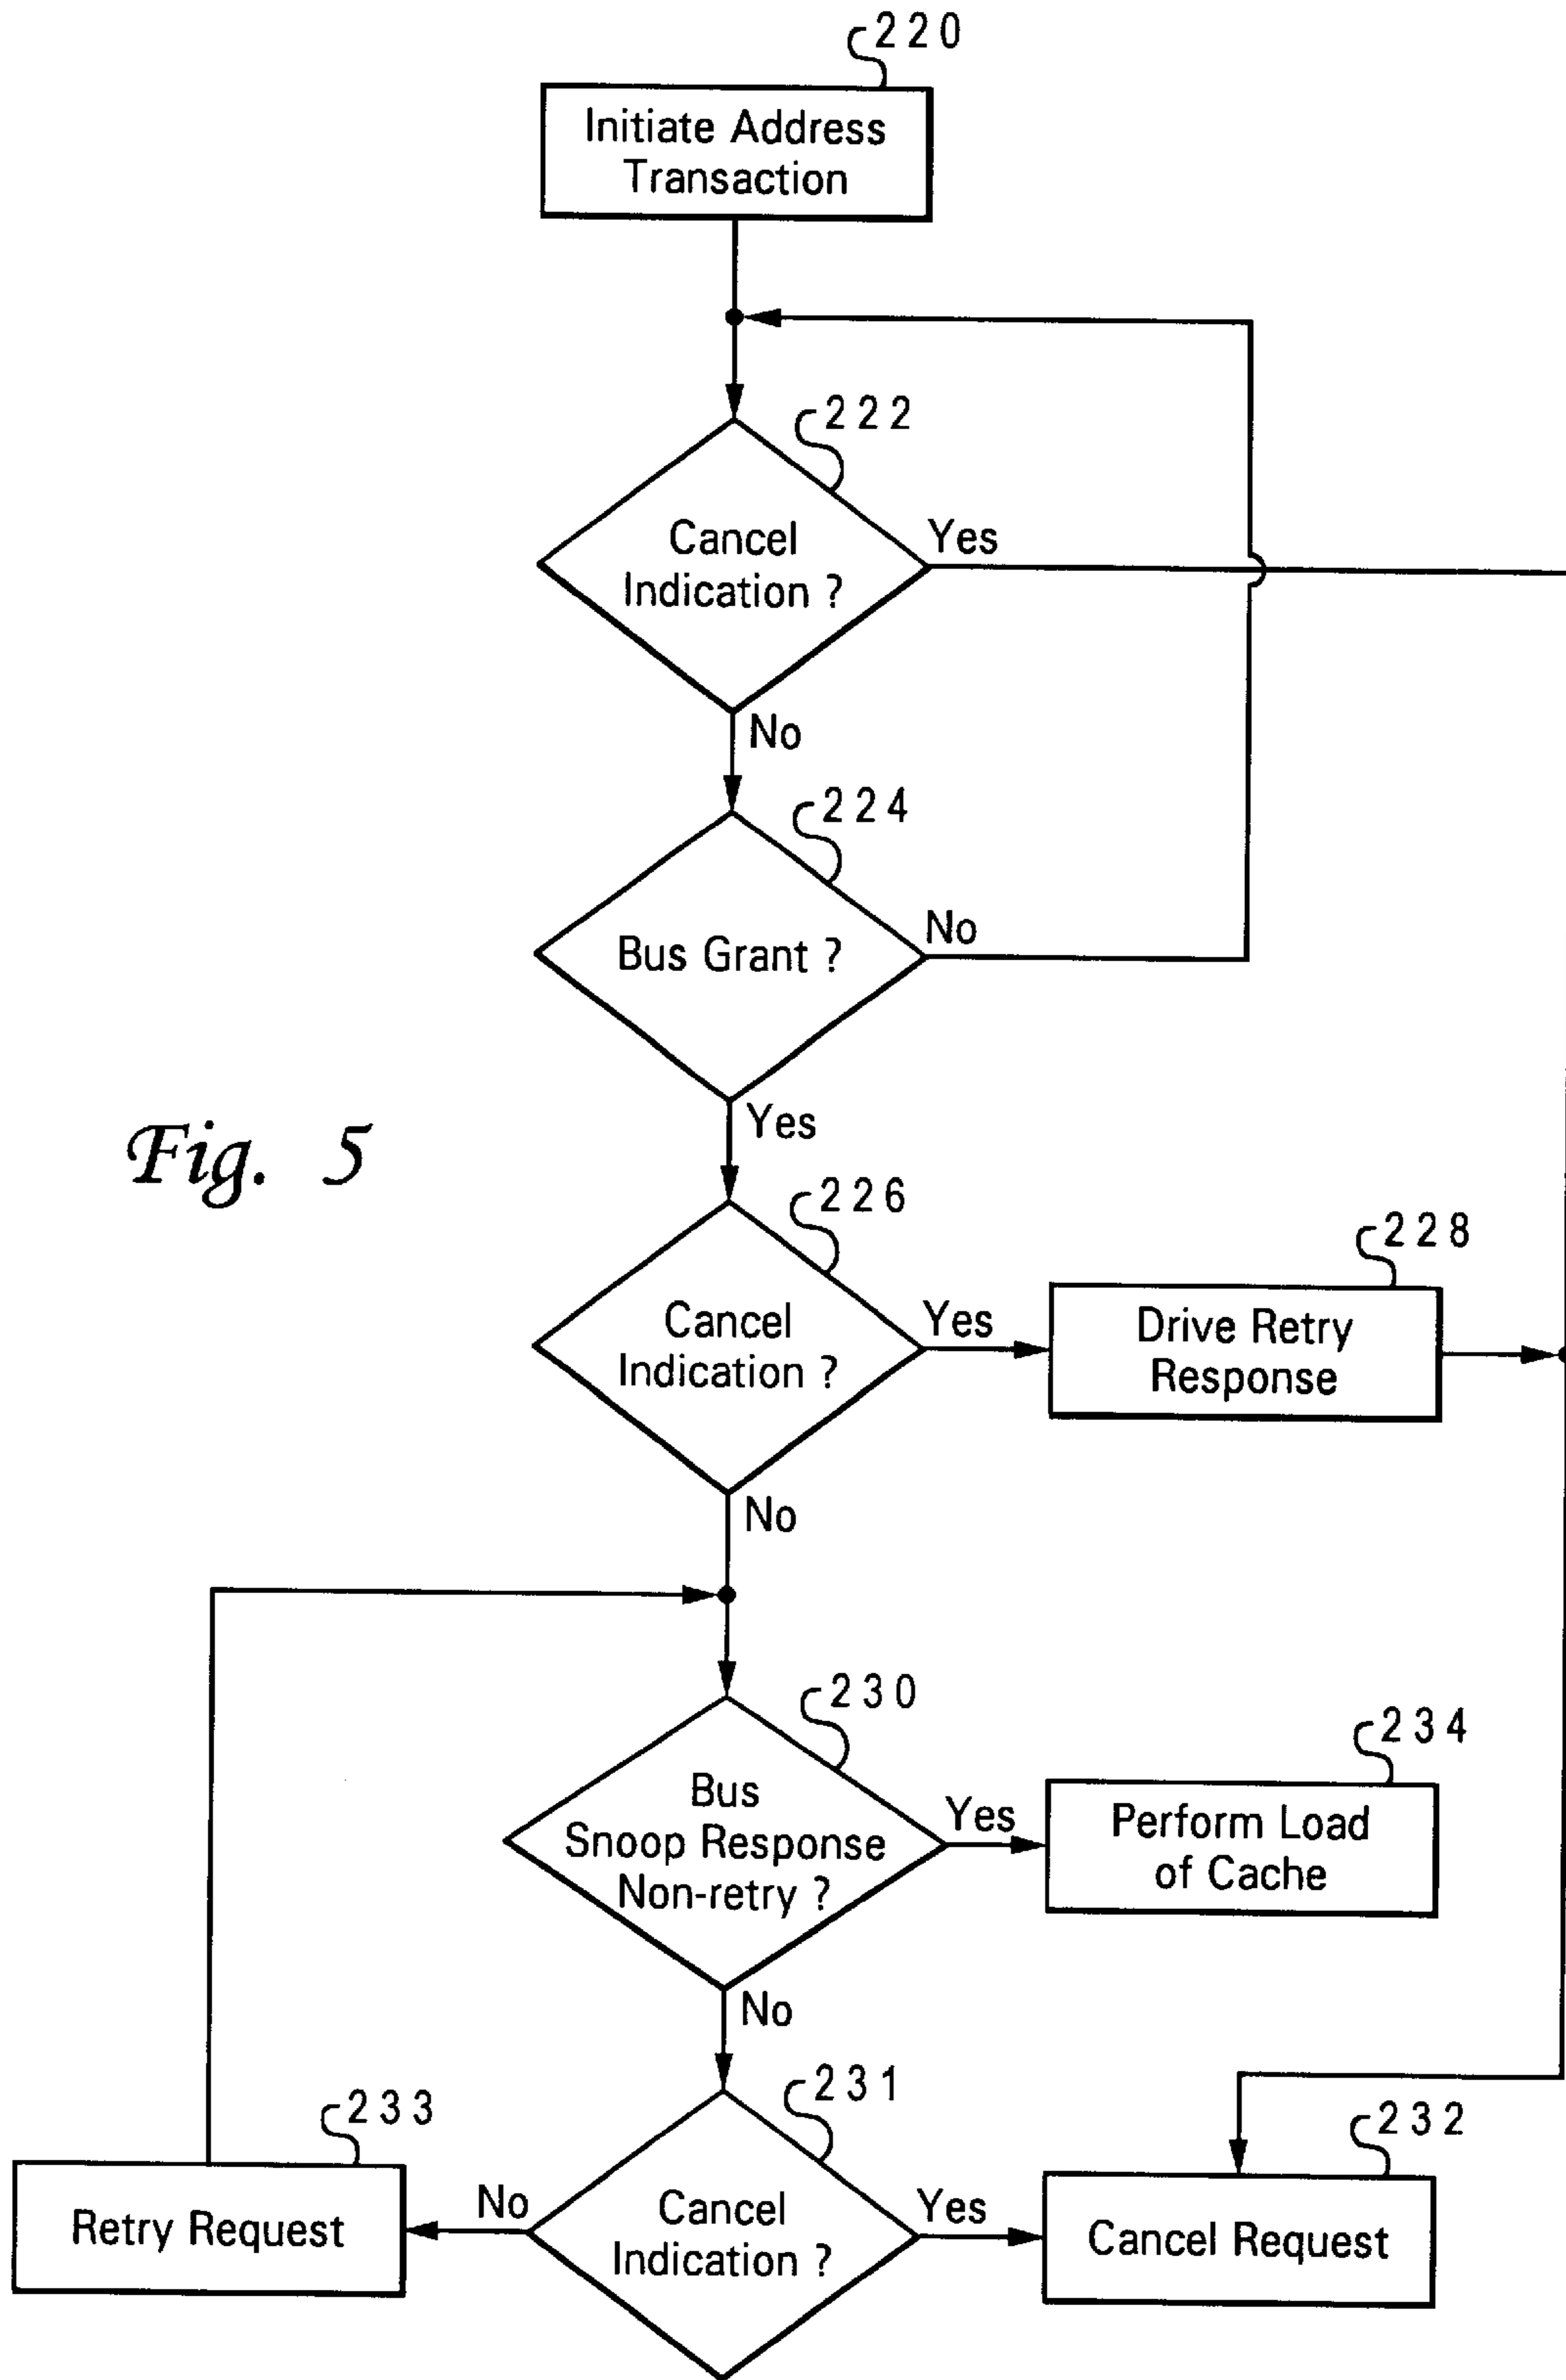 220
Initiate Address
Transaction
222
Cancel
Indication ?
Yes
No
224
Bus Grant ?
No
Yes
Fig. 5
226
Cancel
Indication ?
Yes
228
Drive Retry
Response
No
230
Bus
Snoop Response
Non-retry ?
Yes
234
Perform Load
of Cache
No
231
Cancel
Indication ?
No
233
Retry Request
Yes
232
Cancel Request